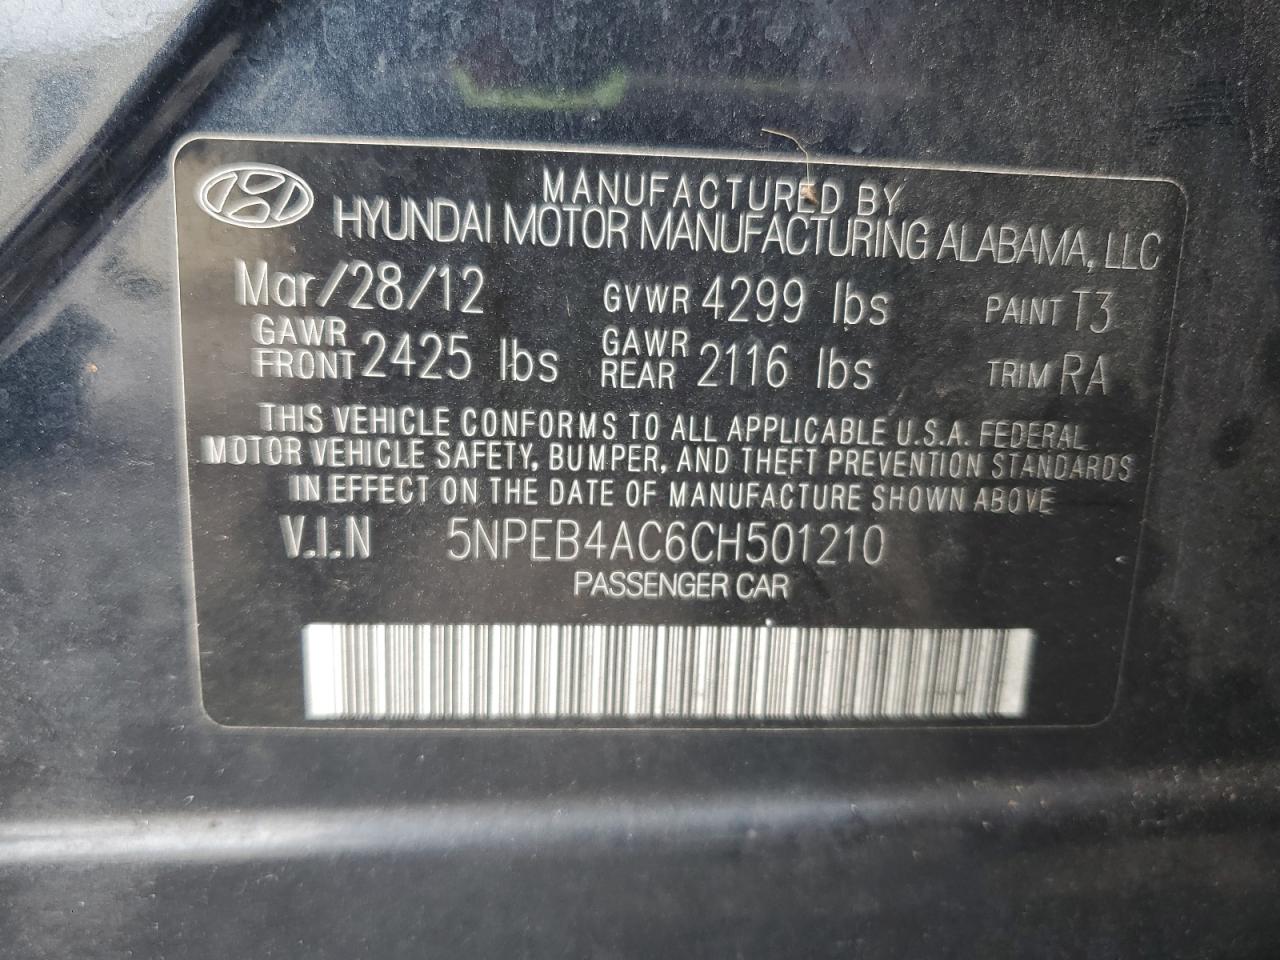 MANUFACTURED BY
HYUNDAI MOTOR MANUFACTURING ALABAMA, LLC
Mar/28/12 GVWR 4299 lbs PAINT T3
GAWR FRONT 2425 lbs GAWR REAR 2116 lbs TRIM RA
THIS VEHICLE CONFORMS TO ALL APPLICABLE U.S.A. FEDERAL
MOTOR VEHICLE SAFETY, BUMPER, AND THEFT PREVENTION STANDARDS
IN EFFECT ON THE DATE OF MANUFACTURE SHOWN ABOVE
V.I.N 5NPEB4AC6CH501210
PASSENGER CAR